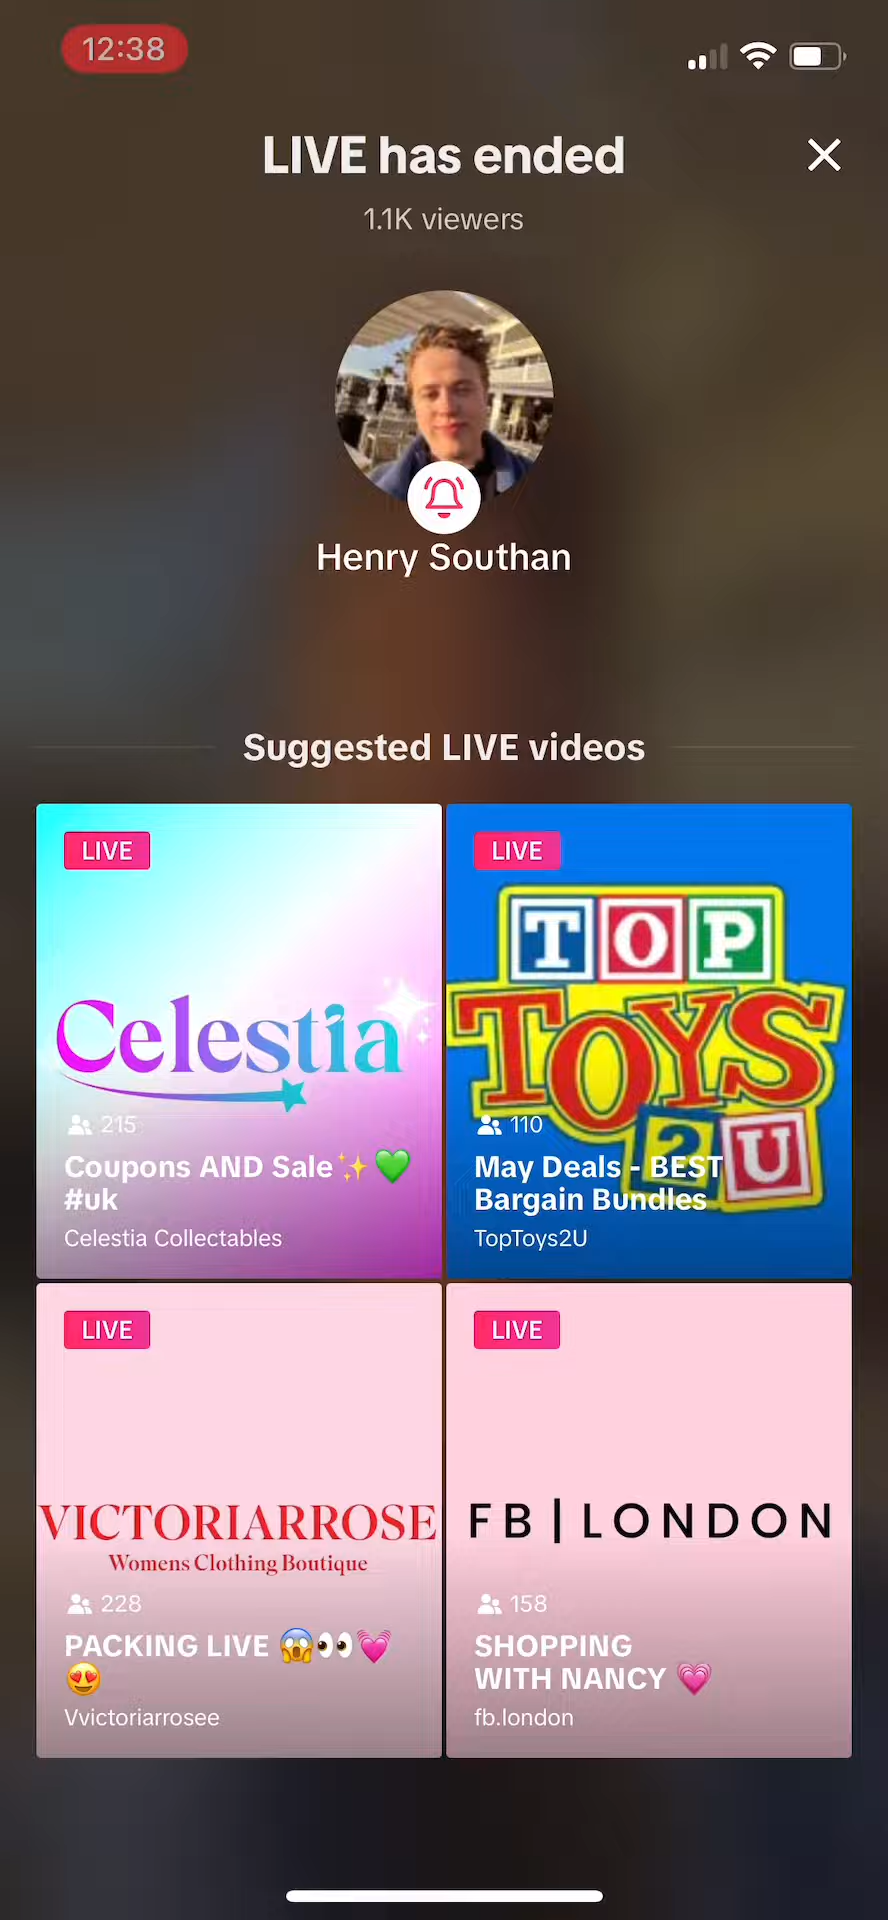 12:38
LIVE has ended
1.1K viewers
Henry Southan
Suggested LIVE videos
LIVE
Celestia
215
Coupons AND Sale✨💚
#uk
Celestia Collectables
LIVE
TOP
TOYS
2U
110
May Deals - BEST
Bargain Bundles
TopToys2U
LIVE
VICTORIARROSE
Womens Clothing Boutique
228
PACKING LIVE 😱👀💓
😍
Vvictoriarrosee
LIVE
FB | LONDON
158
SHOPPING
WITH NANCY 💗
fb.london